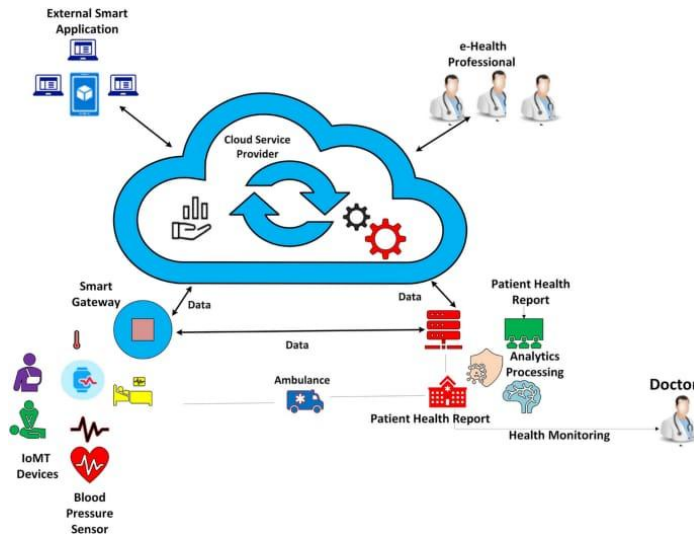 External Smart
Application
e-Health
Professional
Cloud Service
Provider
Smart
Gateway
Data
Data
Patient Health
Report
Data
Analytics
Processing
Ambulance
Patient Health Report
Doctor
Health Monitoring
IoMT
Devices
Blood
Pressure
Sensor